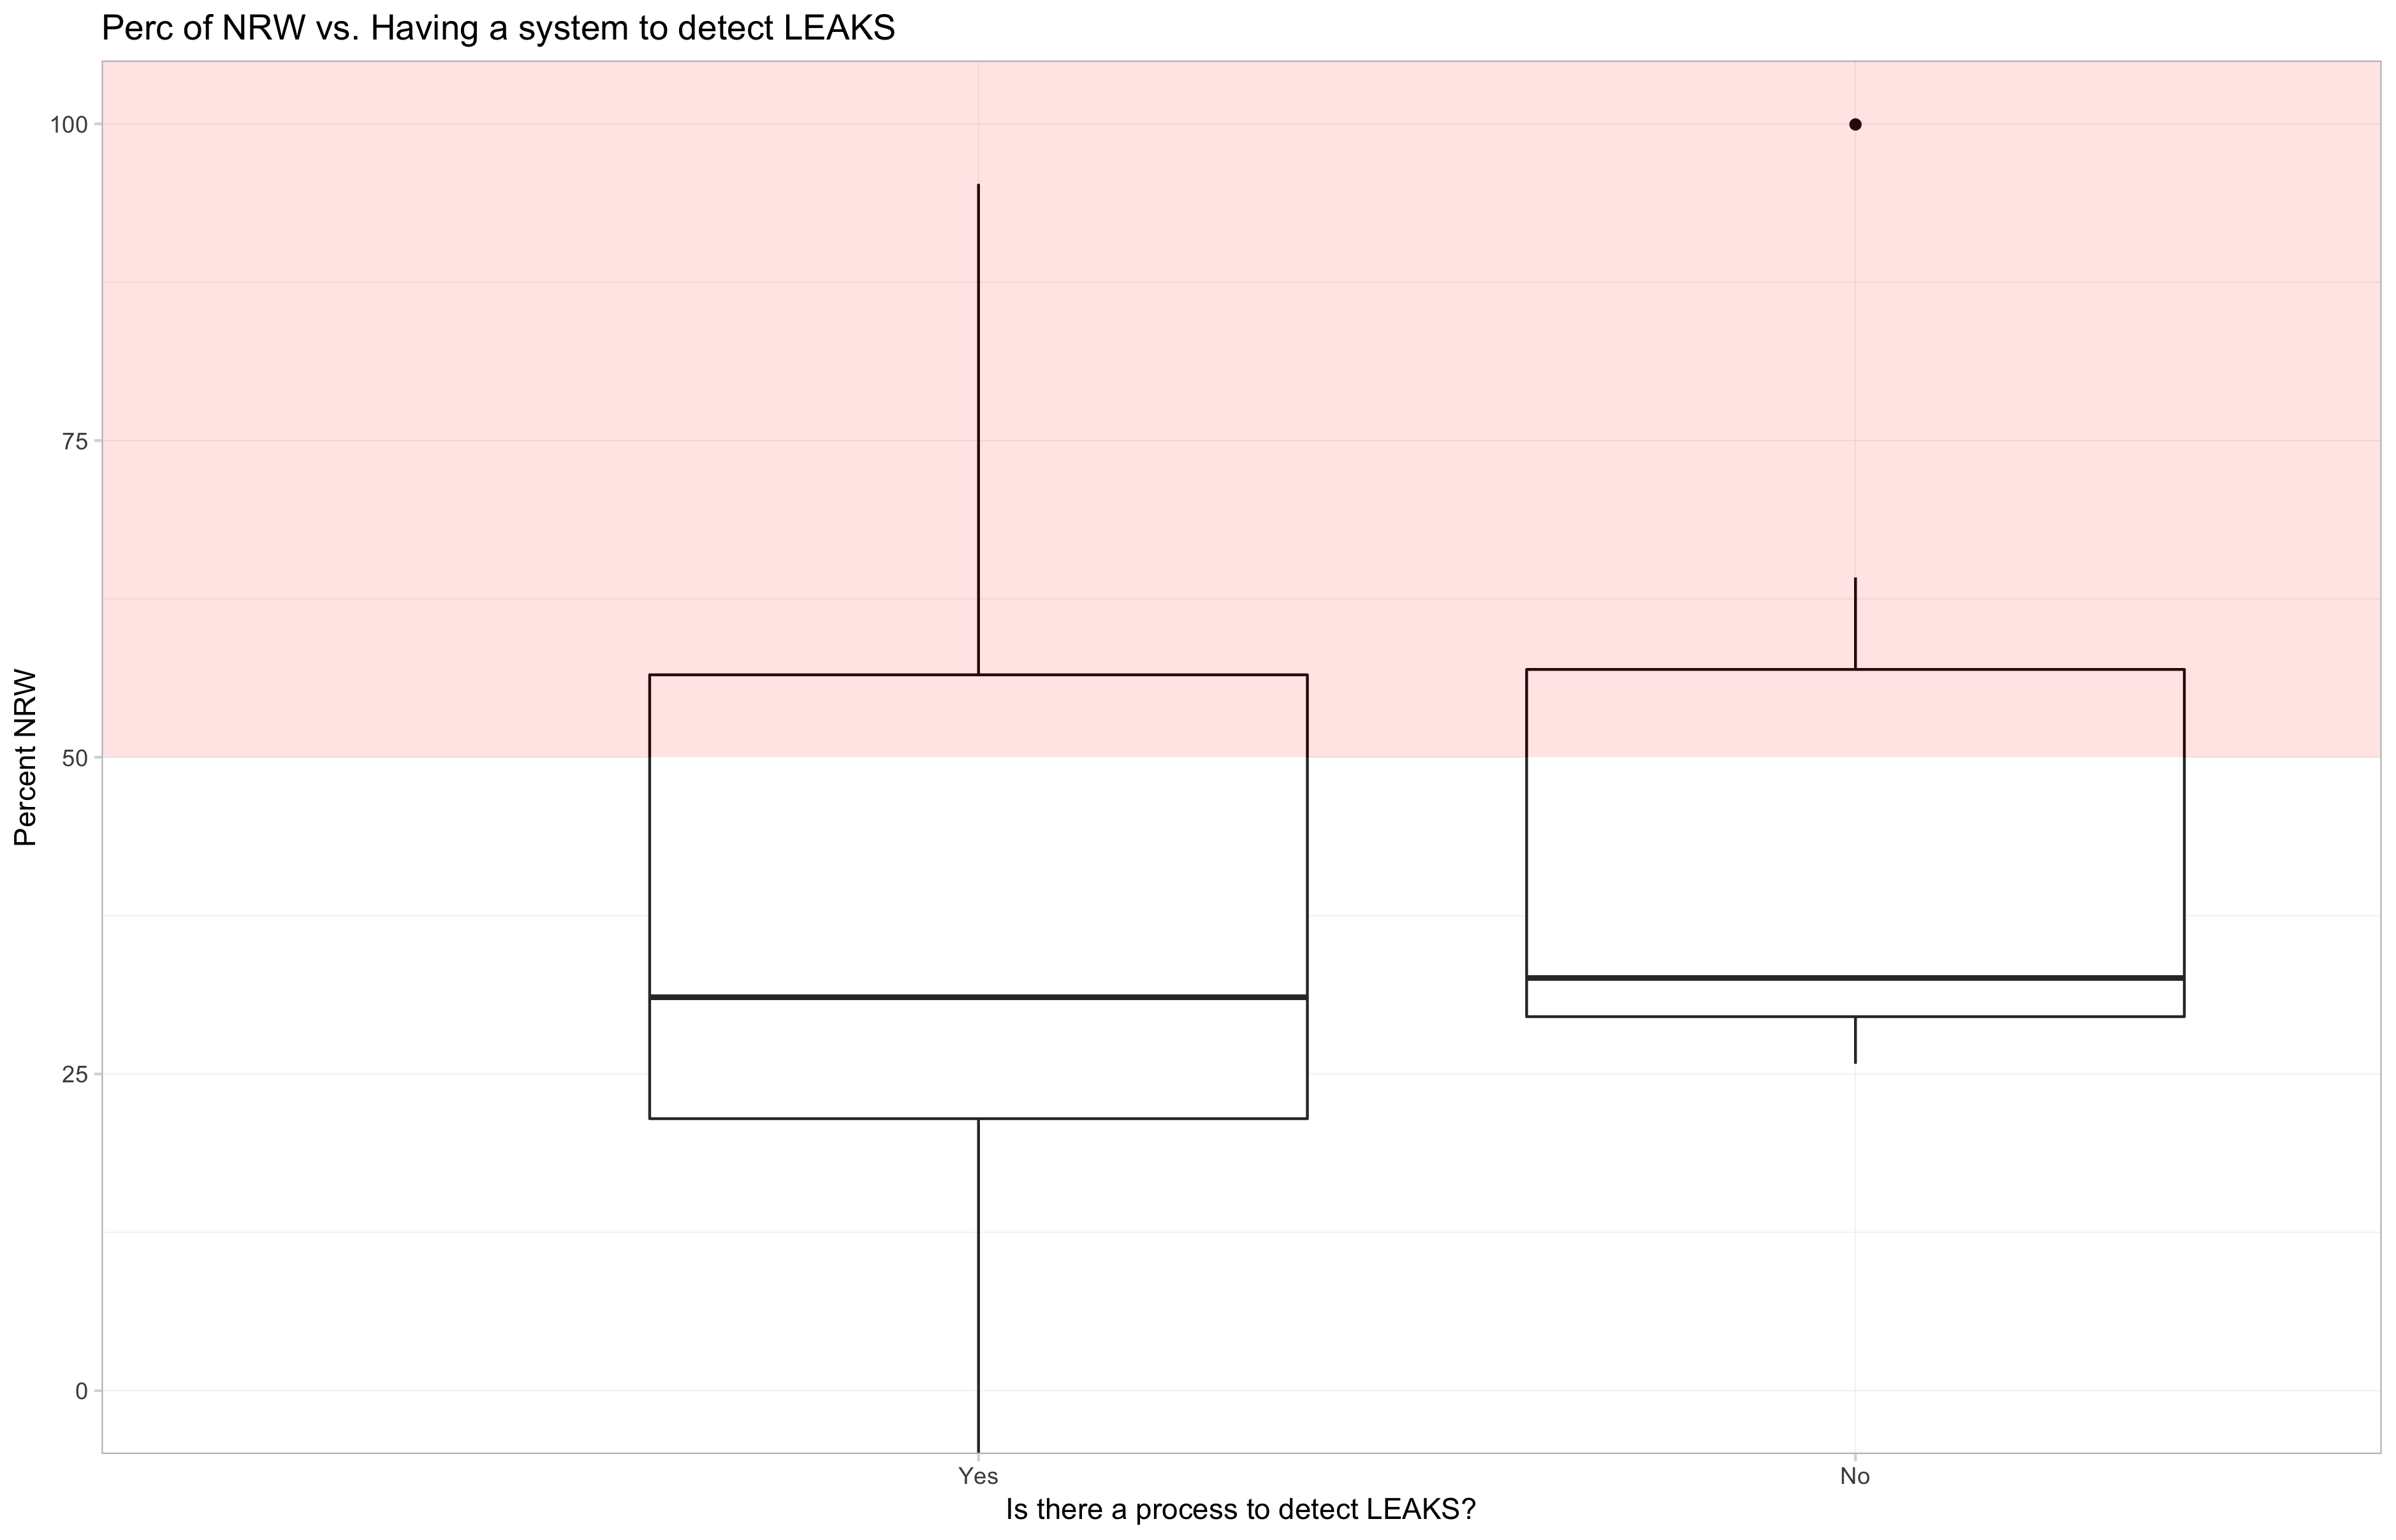 Perc of NRW vs. Having a system to detect LEAKS
100
75
50
25
0
Percent NRW
Yes
No
Is there a process to detect LEAKS?